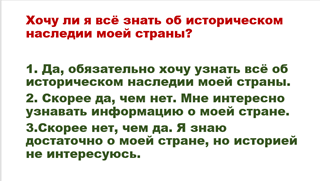 Хочу ли я всё знать об историческом
наследии моей страны?
1. Да, обязательно хочу узнать всё об
историческом наследии моей страны.
2. Скорее да, чем нет. Мне интересно
узнавать информацию о моей стране.
3.Скорее нет, чем да. Я знаю
достаточно о моей стране, но историей
не интересуюсь.